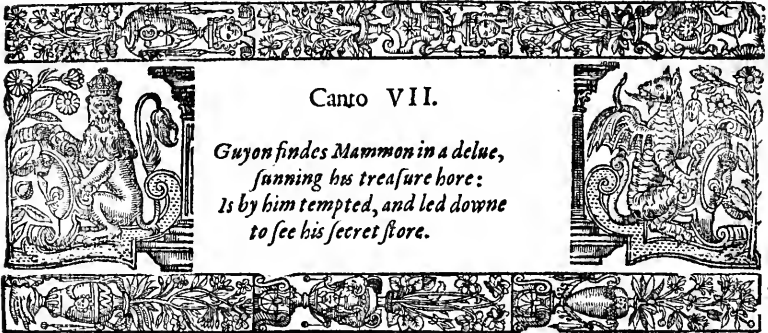 Canto VII.
Guyon findes Mammon in a delue,
ſunning his treaſure hore:
Is by him tempted, and led downe
to ſee his ſecret ſtore.